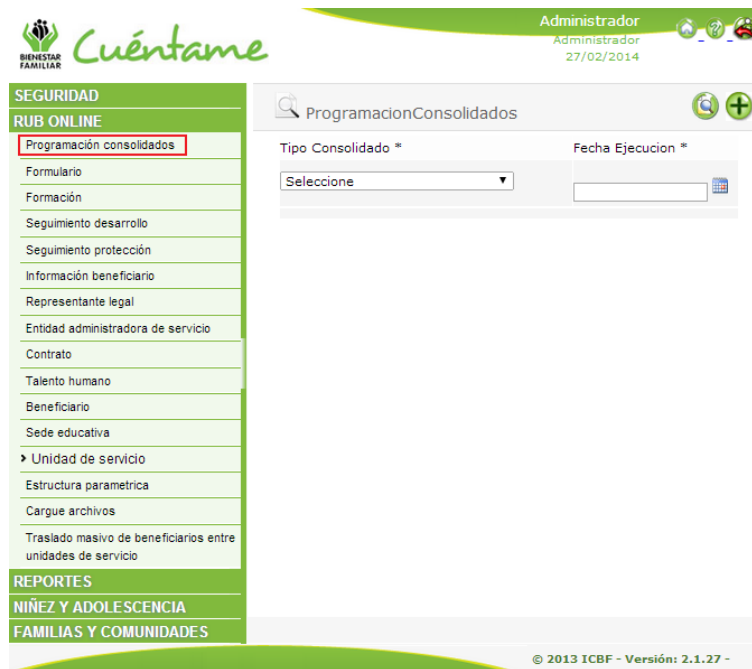 BIENESTAR
FAMILIAR
Cuéntame
Administrador
Administrador
27/02/2014
SEGURIDAD
RUB ONLINE
Programación consolidados
Formulario
Formación
Seguimiento desarrollo
Seguimiento protección
Información beneficiario
Representante legal
Entidad administradora de servicio
Contrato
Talento humano
Beneficiario
Sede educativa
Unidad de servicio
Estructura parametrica
Cargue archivos
Traslado masivo de beneficiarios entre
unidades de servicio
REPORTES
NIÑEZ Y ADOLESCENCIA
FAMILIAS Y COMUNIDADES
ProgramacionConsolidados
Tipo Consolidado *
Fecha Ejecucion *
Seleccione
© 2013 ICBF - Versión: 2.1.27 -